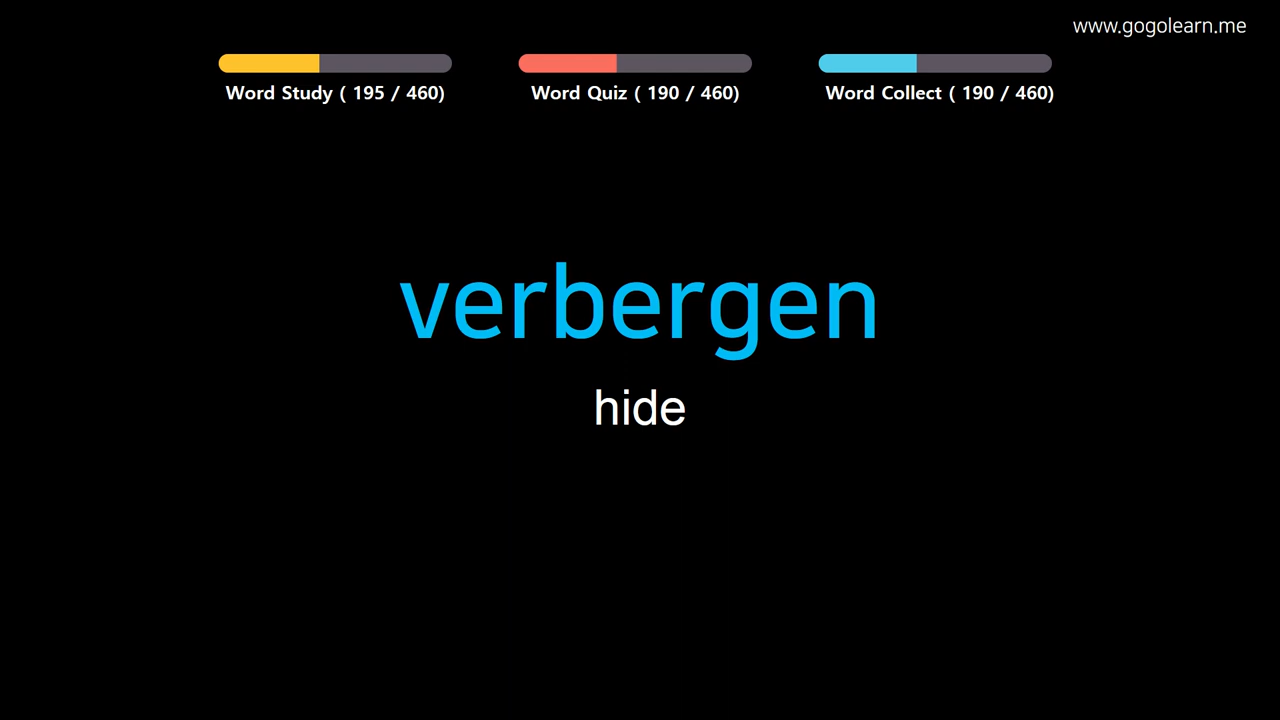 www.gogolearn.me
Word Study ( 195 / 460)
Word Quiz ( 190 / 460)
Word Collect ( 190 / 460)
verbergen
hide